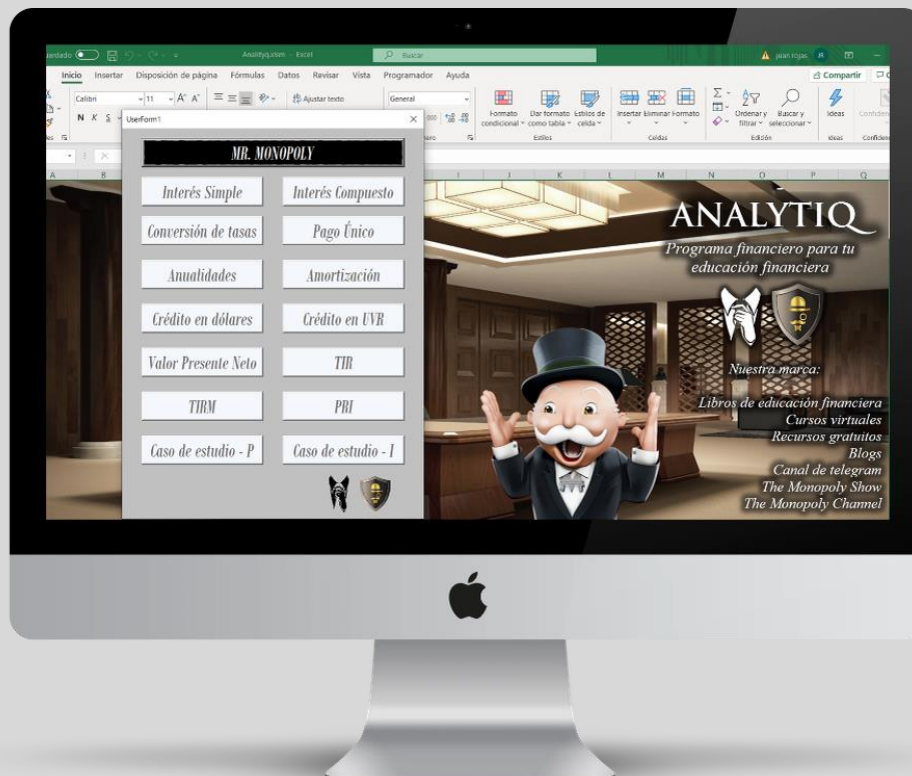 Analityq.xlsm - Excel
Buscar
juan rojas
Inicio Insertar Disposición de página Fórmulas Datos Revisar Vista Programador Ayuda
Compartir
Calibri
11
Ajustar texto
General
N K S
000
Formato condicional
Dar formato como tabla
Estilos de celda
Insertar Eliminar Formato
Ordenar y filtrar
Buscar y seleccionar
Ideas
Estilos
Celdas
Edición
Ideas
UserForm1
A B I J K L M N O P Q
MR. MONOPOLY
Interés Simple Interés Compuesto
Conversión de tasas Pago Único
Anualidades Amortización
Crédito en dólares Crédito en UVR
Valor Presente Neto TIR
TIRM PRI
Caso de estudio - P Caso de estudio - I
ANALYTIQ
Programa financiero para tu
educación financiera
Nuestra marca:
Libros de educación financiera
Cursos virtuales
Recursos gratuitos
Blogs
Canal de telegram
The Monopoly Show
The Monopoly Channel